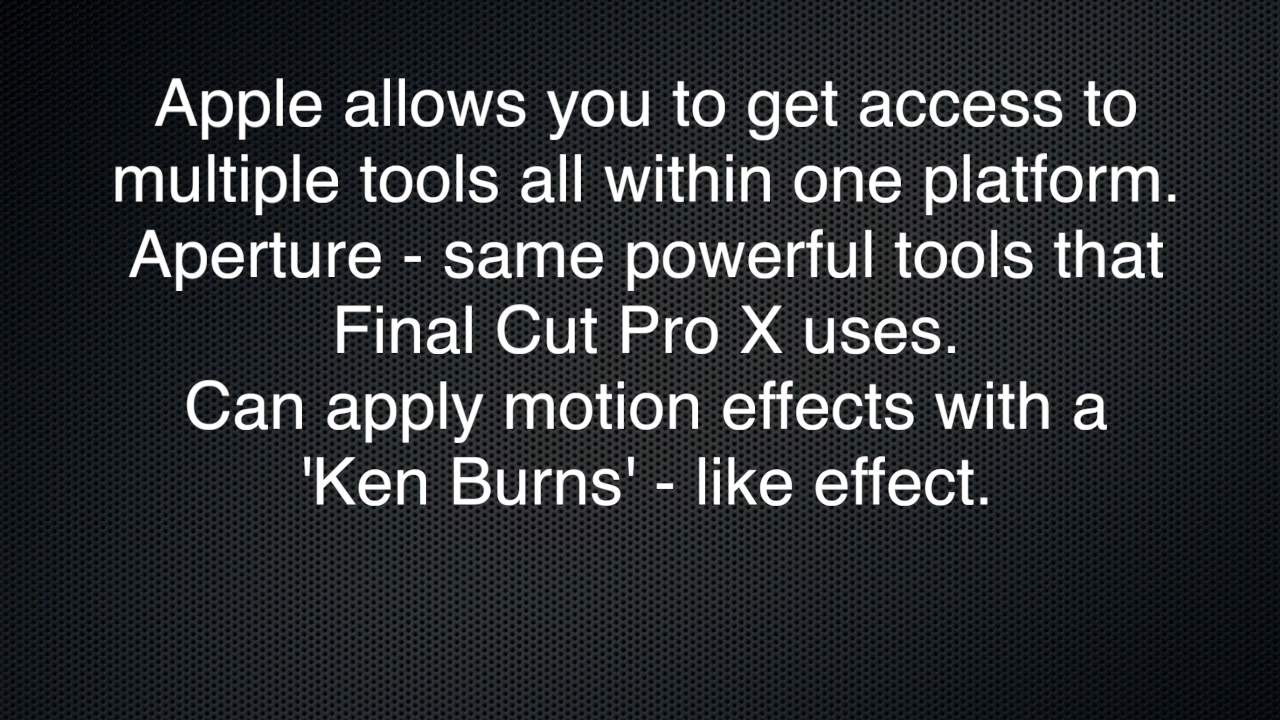 Apple allows you to get access to
multiple tools all within one platform.
Aperture - same powerful tools that
Final Cut Pro X uses.
Can apply motion effects with a
'Ken Burns' - like effect.